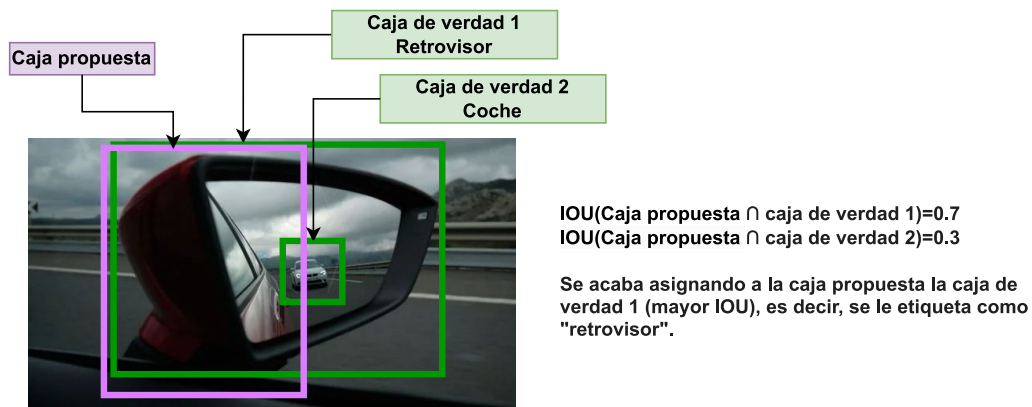 Caja de verdad 1
Retrovisor
Caja propuesta
Caja de verdad 2
Coche
IOU(Caja propuesta ∩ caja de verdad 1)=0.7
IOU(Caja propuesta ∩ caja de verdad 2)=0.3
Se acaba asignando a la caja propuesta la caja de
verdad 1 (mayor IOU), es decir, se le etiqueta como
"retrovisor".